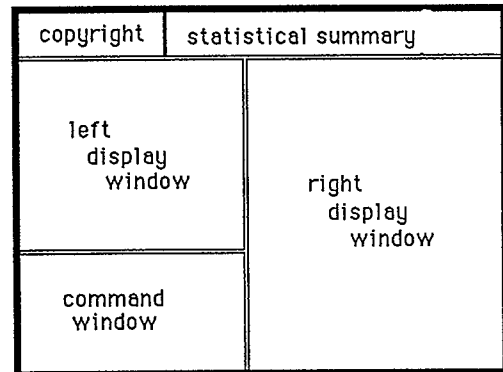 copyright
statistical summary
left
display
window
right
display
window
command
window